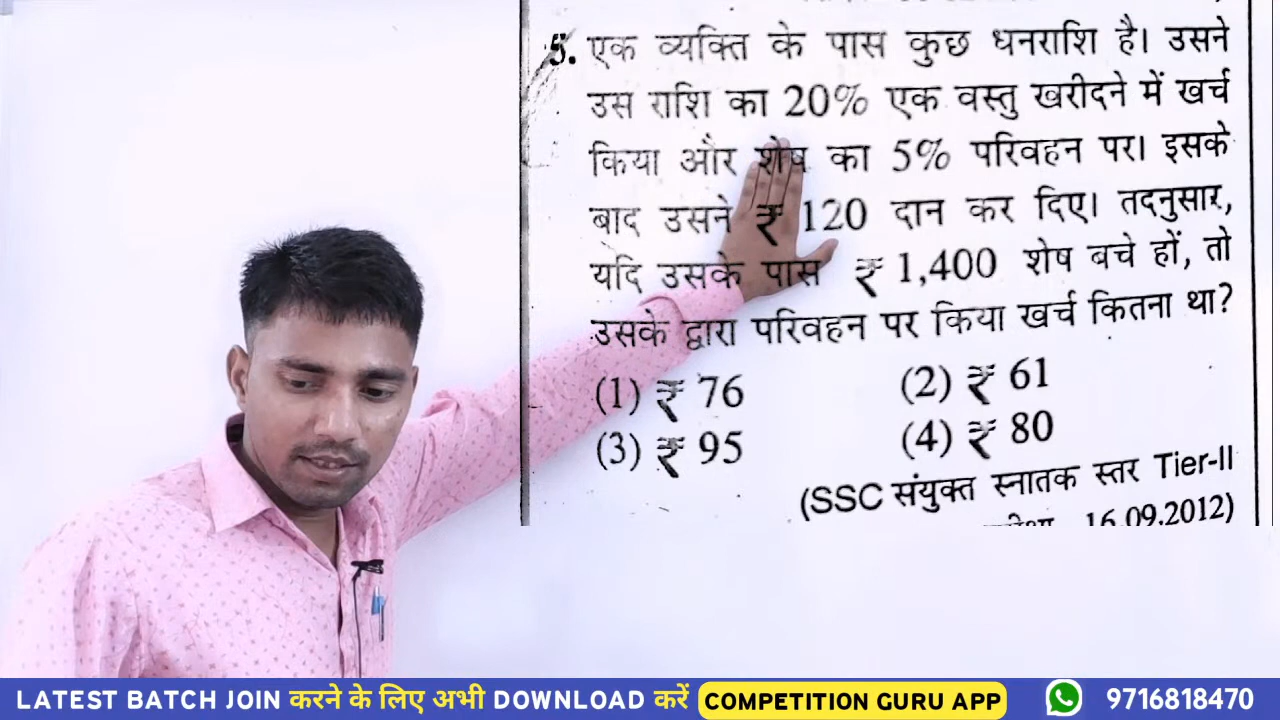 5. एक व्यक्ति के पास कुछ धनराशि है। उसने
उस राशि का 20% एक वस्तु खरीदने में खर्च
किया और शेष का 5% परिवहन पर। इसके
बाद उसने ₹ 120 दान कर दिए। तदनुसार,
यदि उसके पास ₹ 1,400 शेष बचे हों, तो
उसके द्वारा परिवहन पर किया खर्च कितना था?
(1) ₹ 76 (2) ₹ 61
(3) ₹ 95 (4) ₹ 80
(SSC संयुक्त स्नातक स्तर Tier-II
16.09.2012)
LATEST BATCH JOIN करने के लिए अभी DOWNLOAD करें COMPETITION GURU APP 9716818470